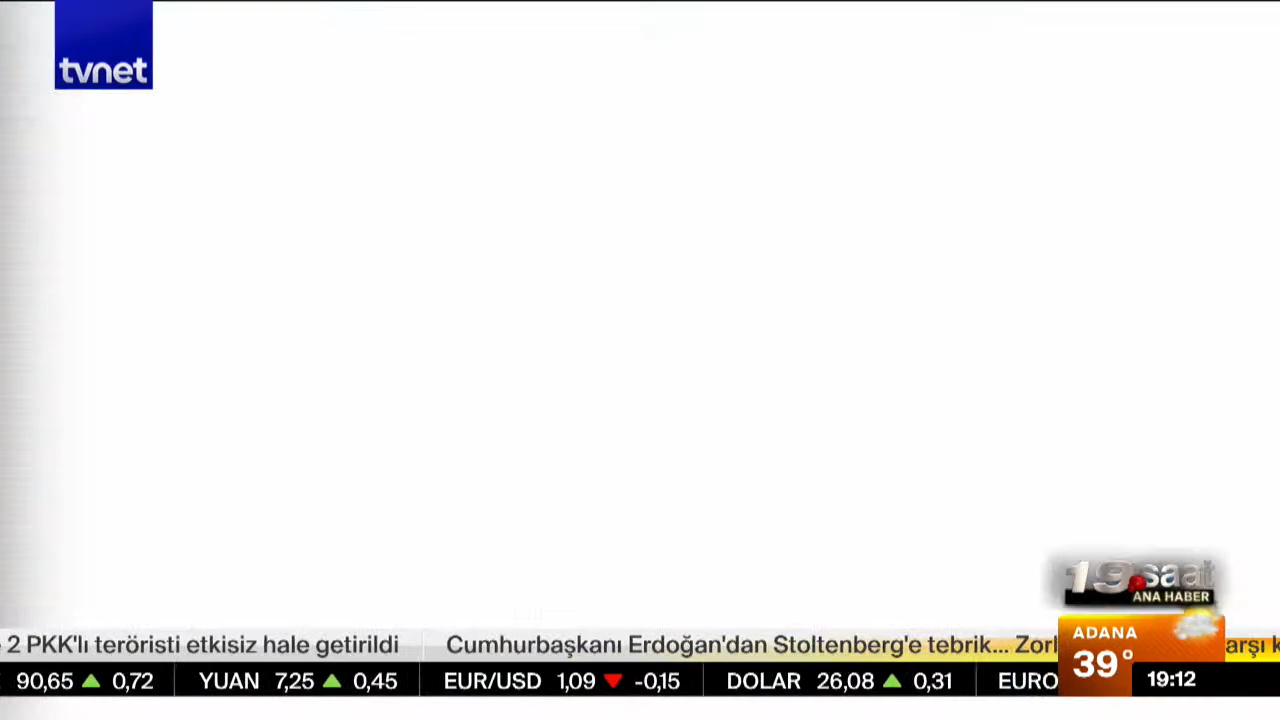 tvnet
19. saat
ANA HABER
2 PKK'lı teröristi etkisiz hale getirildi Cumhurbaşkanı Erdoğan'dan Stoltenberg'e tebrik...
ADANA
39°
90,65 0,72 YUAN 7,25 0,45 EUR/USD 1,09 -0,15 DOLAR 26,08 0,31 EURO
19:12